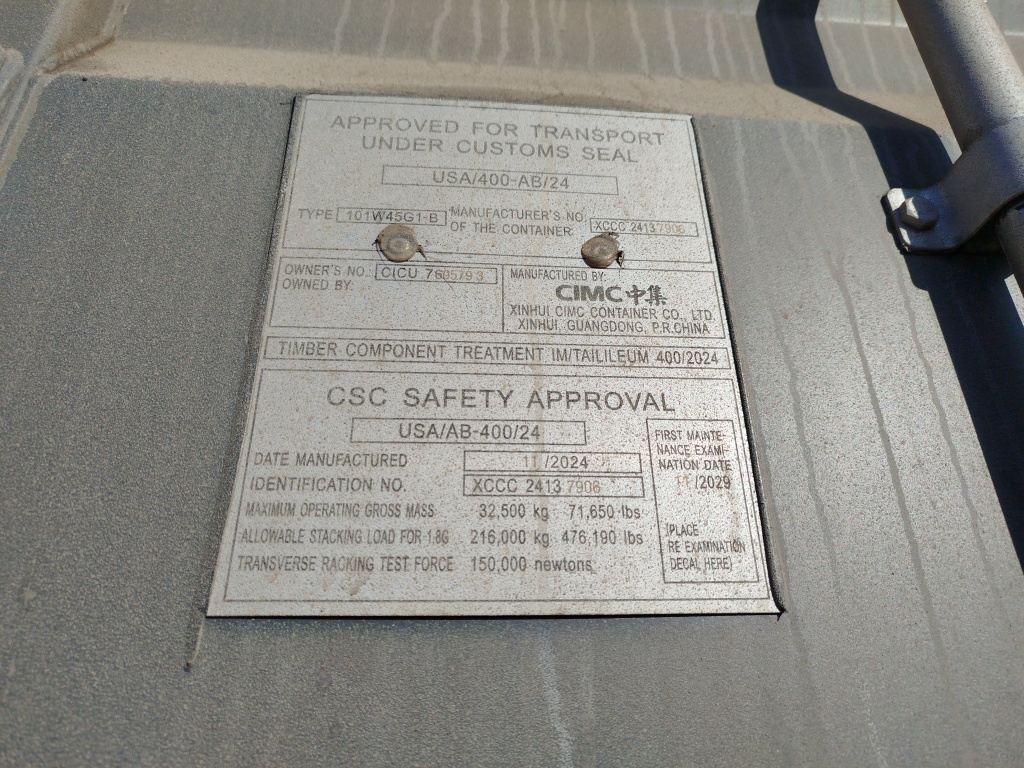 APPROVED FOR TRANSPORT
UNDER CUSTOMS SEAL
USA/400-AB/24
TYPE 101W45G1-B MANUFACTURER'S NO.
OF THE CONTAINER XCCC 24137906
OWNER'S NO.: CICU 7605793
OWNED BY:
MANUFACTURED BY:
CIMC中集
XINHUI CIMC CONTAINER CO., LTD.
XINHUI, GUANGDONG, P.R.CHINA
TIMBER COMPONENT TREATMENT IM/TAILILEUM 400/2024
CSC SAFETY APPROVAL
USA/AB-400/24
DATE MANUFACTURED 11/2024
IDENTIFICATION NO. XCCC 24137906
MAXIMUM OPERATING GROSS MASS 32,500 kg 71,650 lbs
ALLOWABLE STACKING LOAD FOR 1.8G 216,000 kg 476,190 lbs
TRANSVERSE RACKING TEST FORCE 150,000 newtons
FIRST MAINTE-
NANCE EXAMI-
NATION DATE
11/2029
(PLACE
RE EXAMINATION
DECAL HERE)